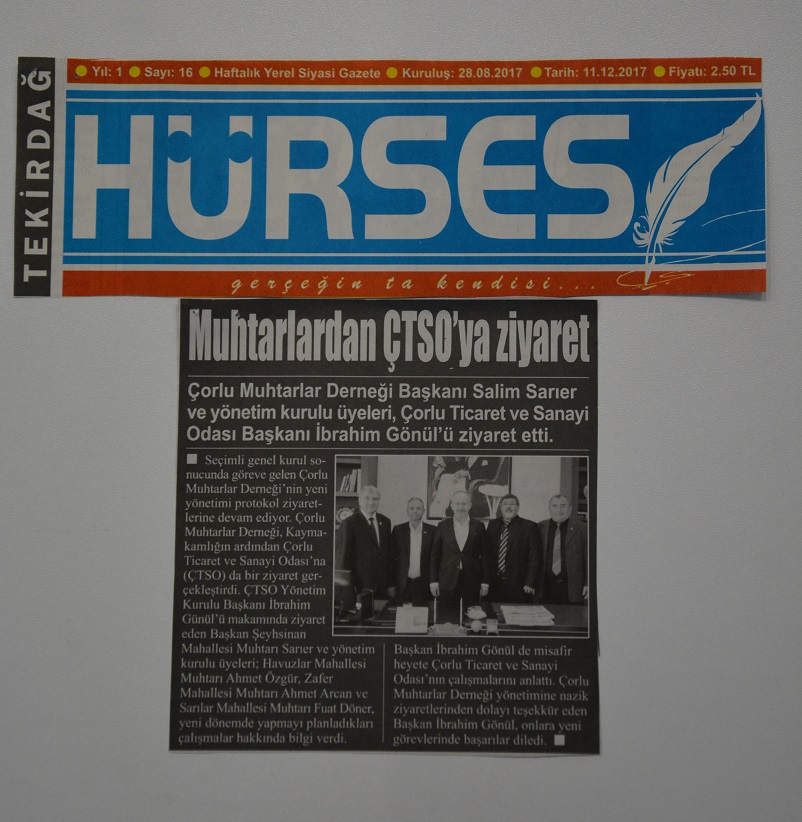 TEKİRDAĞ
Yıl: 1 Sayı: 16 Haftalık Yerel Siyasi Gazete Kuruluş: 28.08.2017 Tarih: 11.12.2017 Fiyatı: 2.50 TL
HÜRSES
gerçeğin ta kendisi...
Muhtarlardan ÇTSO'ya ziyaret
Çorlu Muhtarlar Derneği Başkanı Salim Sarıer
ve yönetim kurulu üyeleri, Çorlu Ticaret ve Sanayi
Odası Başkanı İbrahim Gönül'ü ziyaret etti.
Seçimli genel kurul so-
nucunda göreve gelen Çorlu
Muhtarlar Derneği'nin yeni
yönetimi protokol ziyaret-
lerine devam ediyor. Çorlu
Muhtarlar Derneği, Kayma-
kamlığın ardından Çorlu
Ticaret ve Sanayi Odası'na
(ÇTSO) da bir ziyaret ger-
çekleştirdi. ÇTSO Yönetim
Kurulu Başkanı İbrahim
Günül'ü makamında ziyaret
eden Başkan Şeyhsinan
Mahallesi Muhtarı Sarıer ve yönetim
kurulu üyeleri; Havuzlar Mahallesi
Muhtarı Ahmet Özgür, Zafer
Mahallesi Muhtarı Ahmet Arcan ve
Sarılar Mahallesi Muhtarı Fuat Döner,
yeni dönemde yapmayı planladıkları
çalışmalar hakkında bilgi verdi.
Başkan İbrahim Gönül de misafir
heyete Çorlu Ticaret ve Sanayi
Odası'nın çalışmalarını anlattı. Çorlu
Muhtarlar Derneği yönetimine nazik
ziyaretlerinden dolayı teşekkür eden
Başkan İbrahim Gönül, onlara yeni
görevlerinde başarılar diledi.